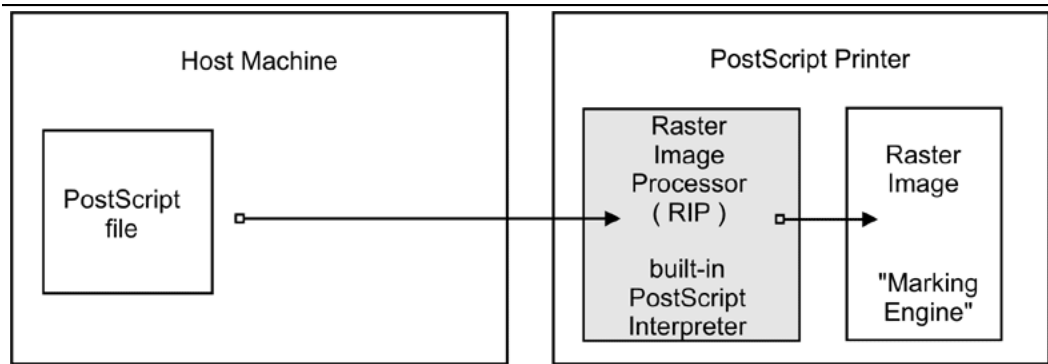 Host Machine
PostScript
file
PostScript Printer
Raster
Image
Processor
( RIP )
built-in
PostScript
Interpreter
Raster
Image
"Marking
Engine"